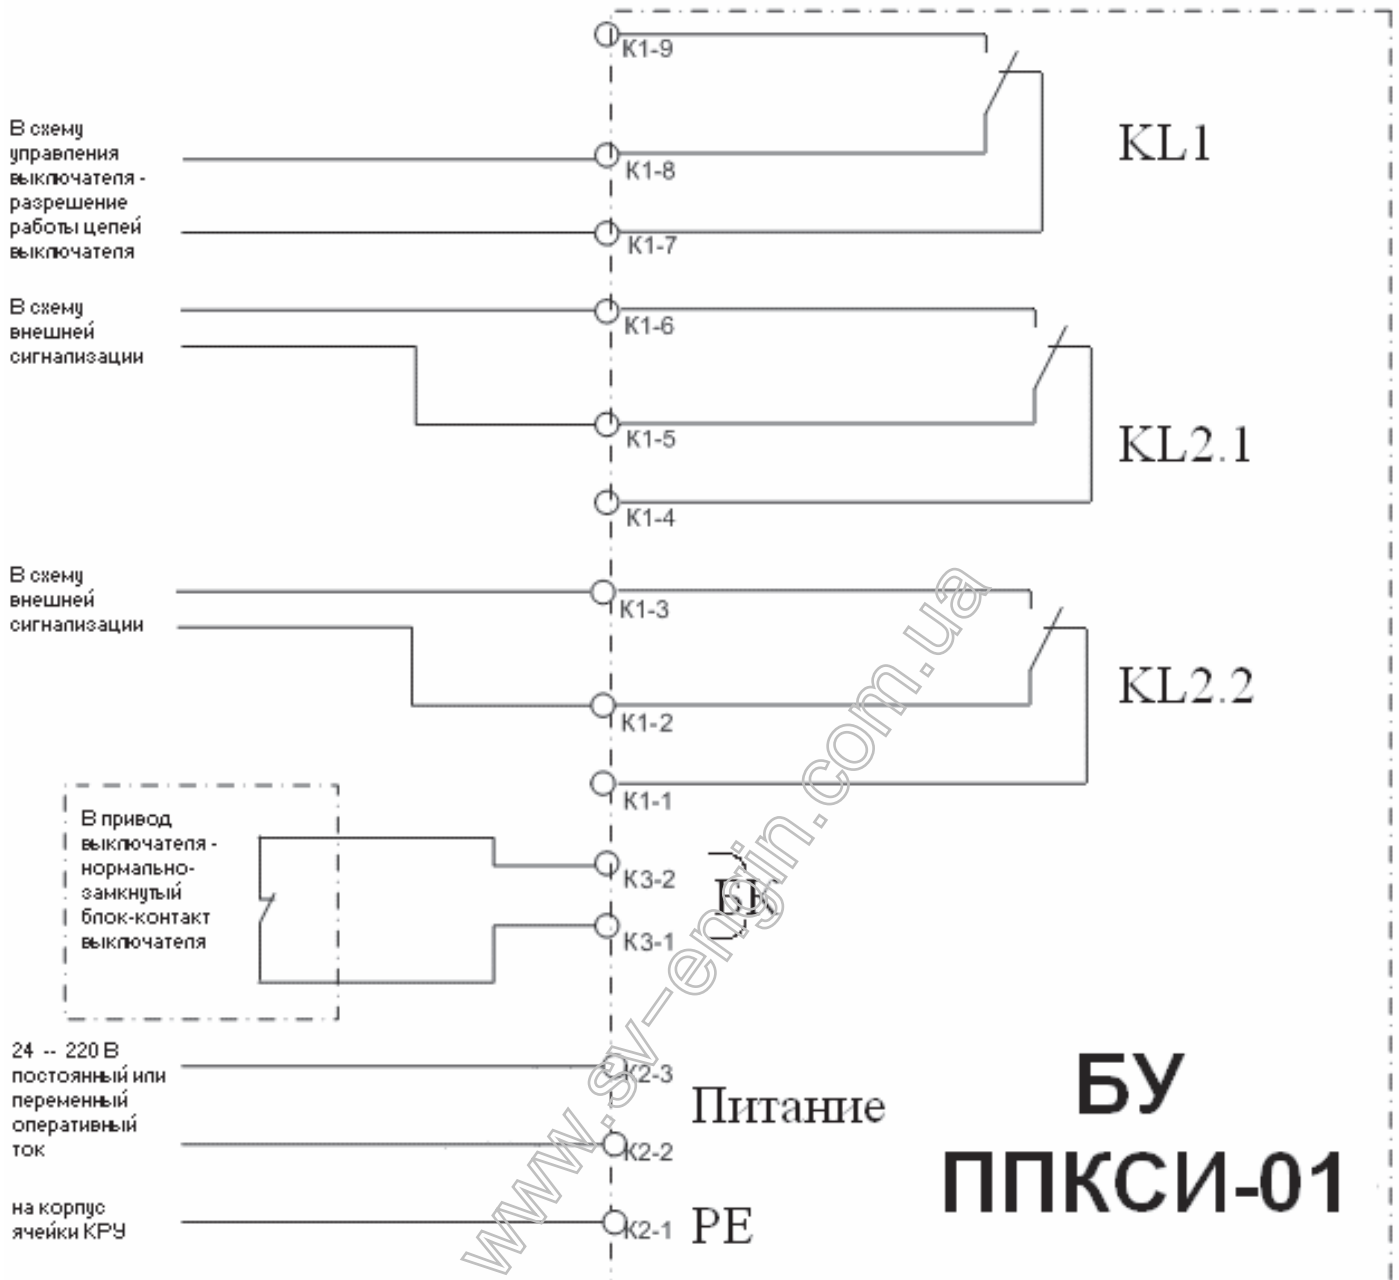 К1-9
В схему
управления
выключателя -
разрешение
работы цепей
выключателя
К1-8
К1-7
KL1
В схему
внешней
сигнализации
К1-6
К1-5
К1-4
KL2.1
В схему
внешней
сигнализации
К1-3
К1-2
К1-1
KL2.2
В привод
выключателя -
нормально-
замкнутый
блок-контакт
выключателя
К3-2
К3-1
БК
24 -- 220 В
постоянный или
переменный
оперативный
ток
К2-3
К2-2
Питание
на корпус
ячейки КРУ
К2-1
PE
БУ
ППКСИ-01
www.sv-engin.com.ua